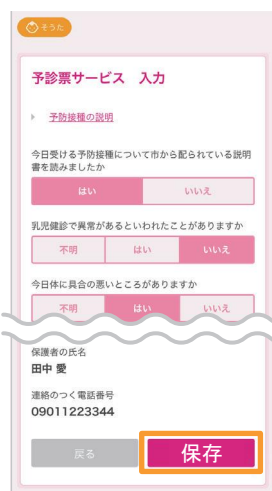 そうた
予診票サービス 入力
予防接種の説明
今日受ける予防接種について市から配られている説明
書を読みましたか
はい いいえ
乳児健診で異常があるといわれたことがありますか
不明 はい いいえ
今日体に具合の悪いところがありますか
不明 はい いいえ
保護者の氏名
田中 愛
連絡のつく電話番号
09011223344
戻る 保存